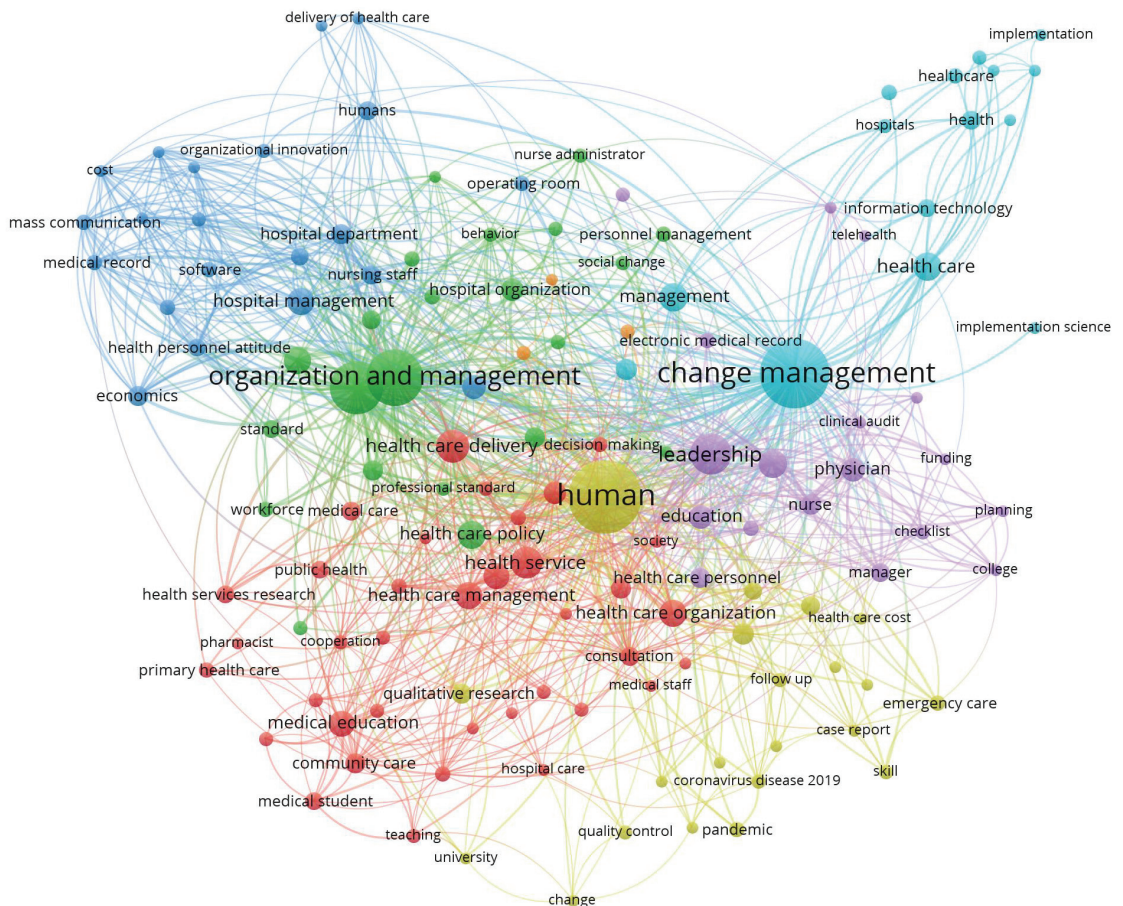 delivery of health care
implementation
healthcare
humans
hospitals
health
organizational innovation
nurse administrator
cost
operating room
mass communication
information technology
hospital department
behavior
personnel management
telehealth
medical record
software
nursing staff
social change
health care
hospital management
hospital organization
management
implementation science
health personnel attitude
electronic medical record
organization and management
change management
economics
standard
health care delivery
decision making
clinical audit
leadership
physician
funding
professional standard
human
workforce
medical care
education
nurse
planning
health care policy
society
checklist
health service
public health
health care personnel
manager
college
health services research
health care management
health care organization
health care cost
pharmacist
cooperation
primary health care
consultation
medical staff
follow up
qualitative research
emergency care
medical education
case report
community care
hospital care
coronavirus disease 2019
skill
medical student
teaching
quality control
pandemic
university
change